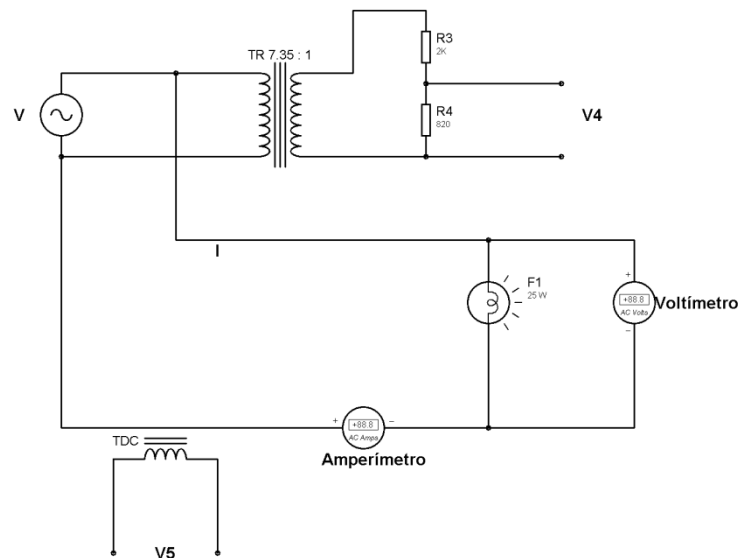 R3
2K
TR 7.35 : 1
V
R4
820
V4
I
F1
25 W
+
+88.8
AC Volts
−
Voltímetro
+
+88.8
AC Amps
−
TDC
Amperímetro
V5